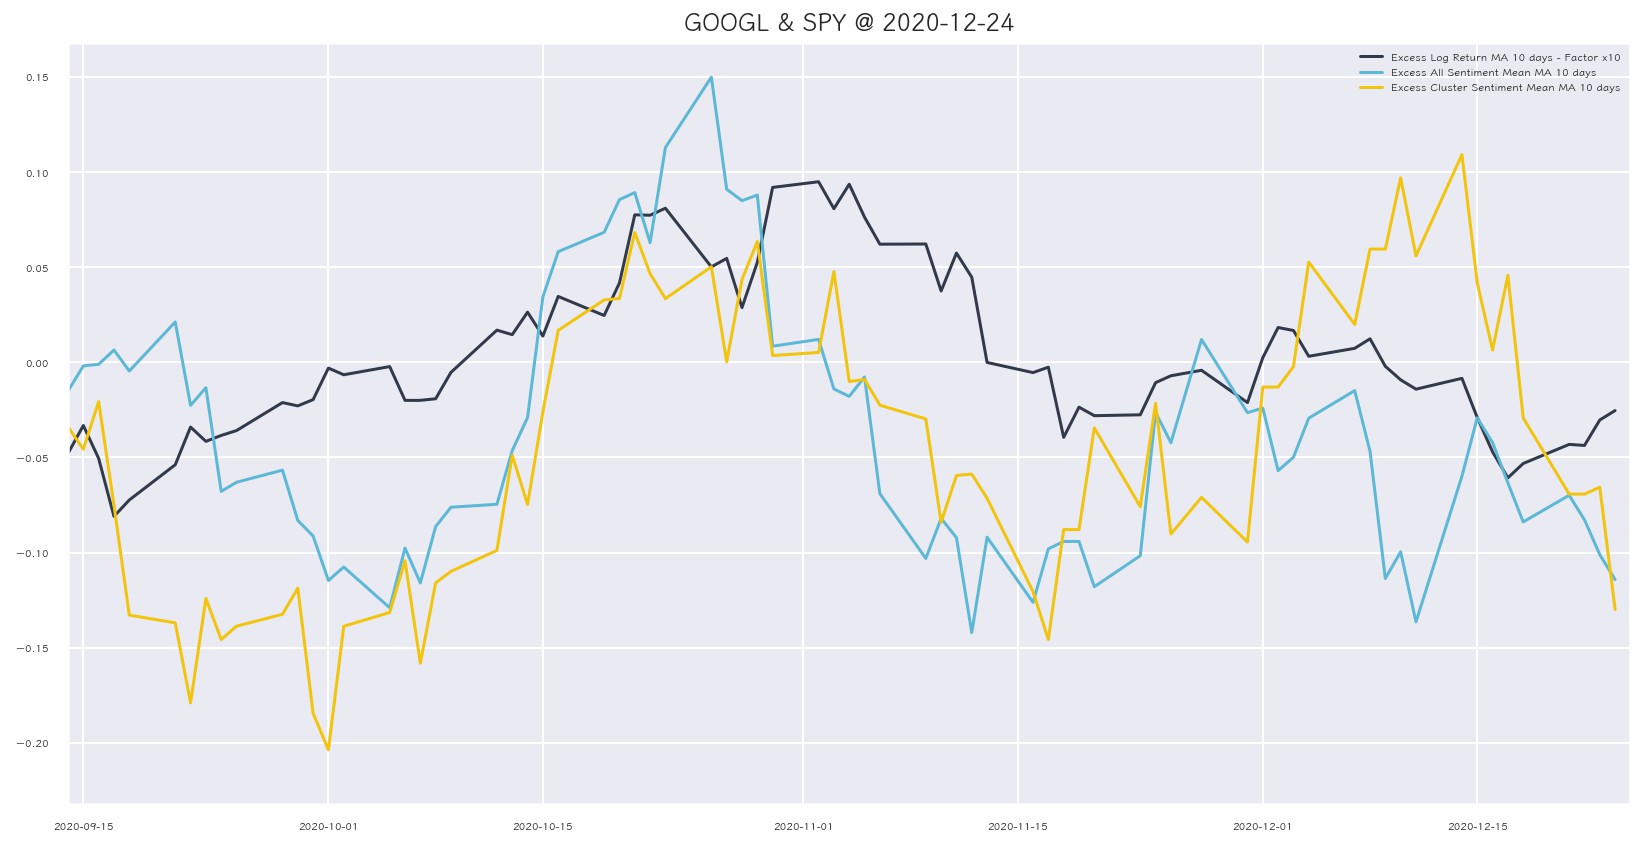 GOOGL & SPY @ 2020-12-24
Excess Log Return MA 10 days - Factor x10
Excess All Sentiment Mean MA 10 days
Excess Cluster Sentiment Mean MA 10 days
0.15
0.10
0.05
0.00
−0.05
−0.10
−0.15
−0.20
2020-09-15 2020-10-01 2020-10-15 2020-11-01 2020-11-15 2020-12-01 2020-12-15